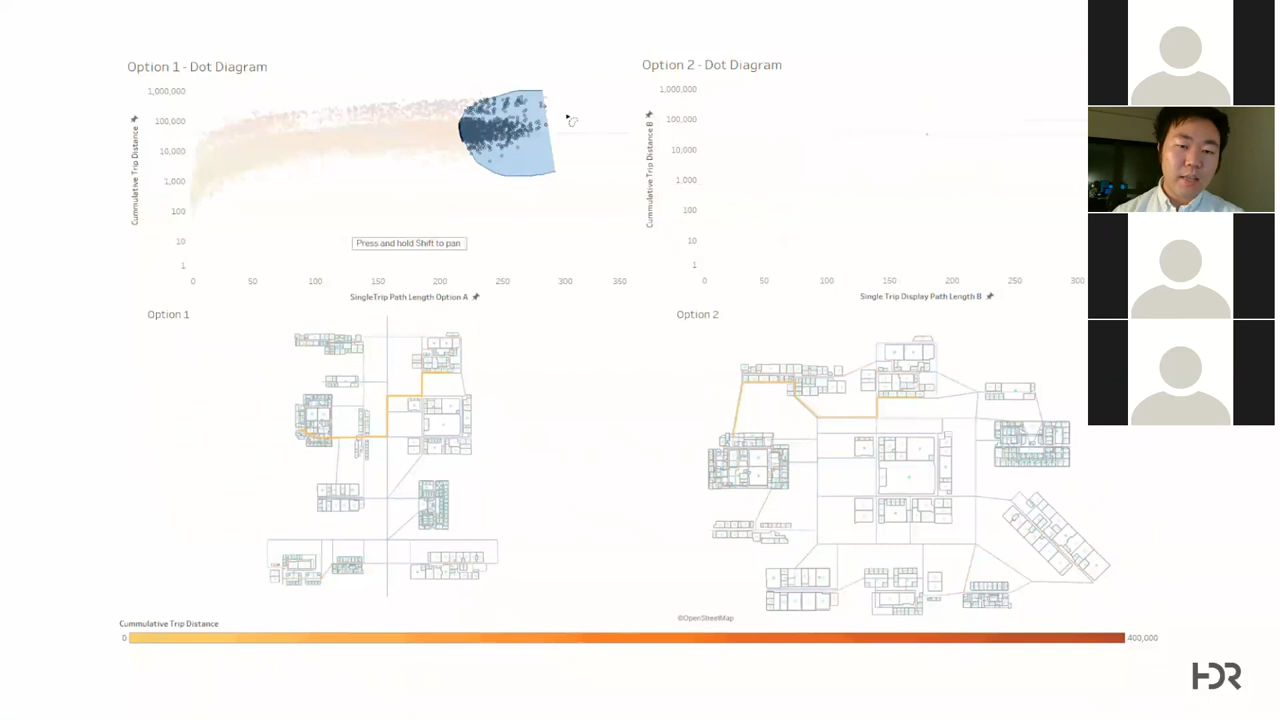 Option 1 - Dot Diagram
1,000,000
100,000
10,000
1,000
100
10
1
Cummulative Trip Distance
Press and hold Shift to pan
0 50 100 150 200 250 300 350
SingleTrip Path Length Option A
Option 2 - Dot Diagram
1,000,000
100,000
10,000
1,000
100
10
1
Cummulative Trip Distance B
0 50 100 150 200 250 300
Single Trip Display Path Length B
Option 1
Option 2
©OpenStreetMap
Cummulative Trip Distance
0 400,000
HDR